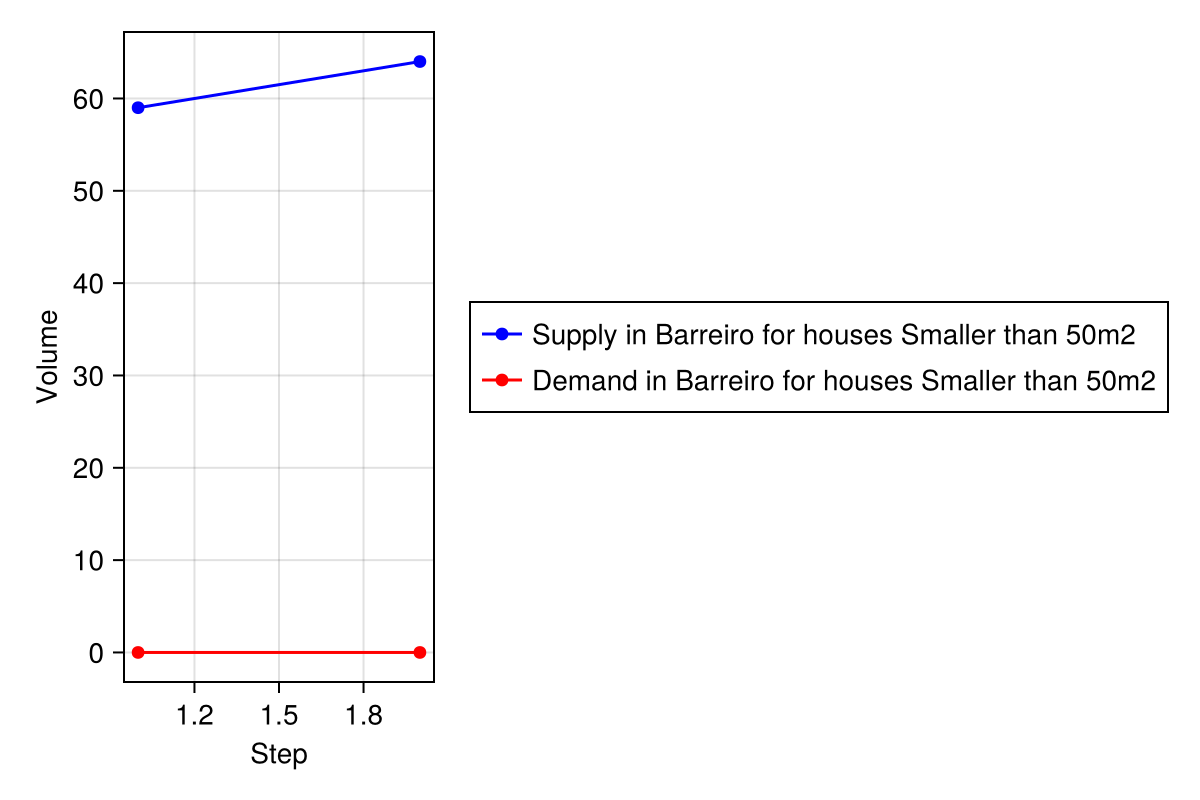 60
50
40
30
20
10
0
Volume
1.2 1.5 1.8
Step
Supply in Barreiro for houses Smaller than 50m2
Demand in Barreiro for houses Smaller than 50m2